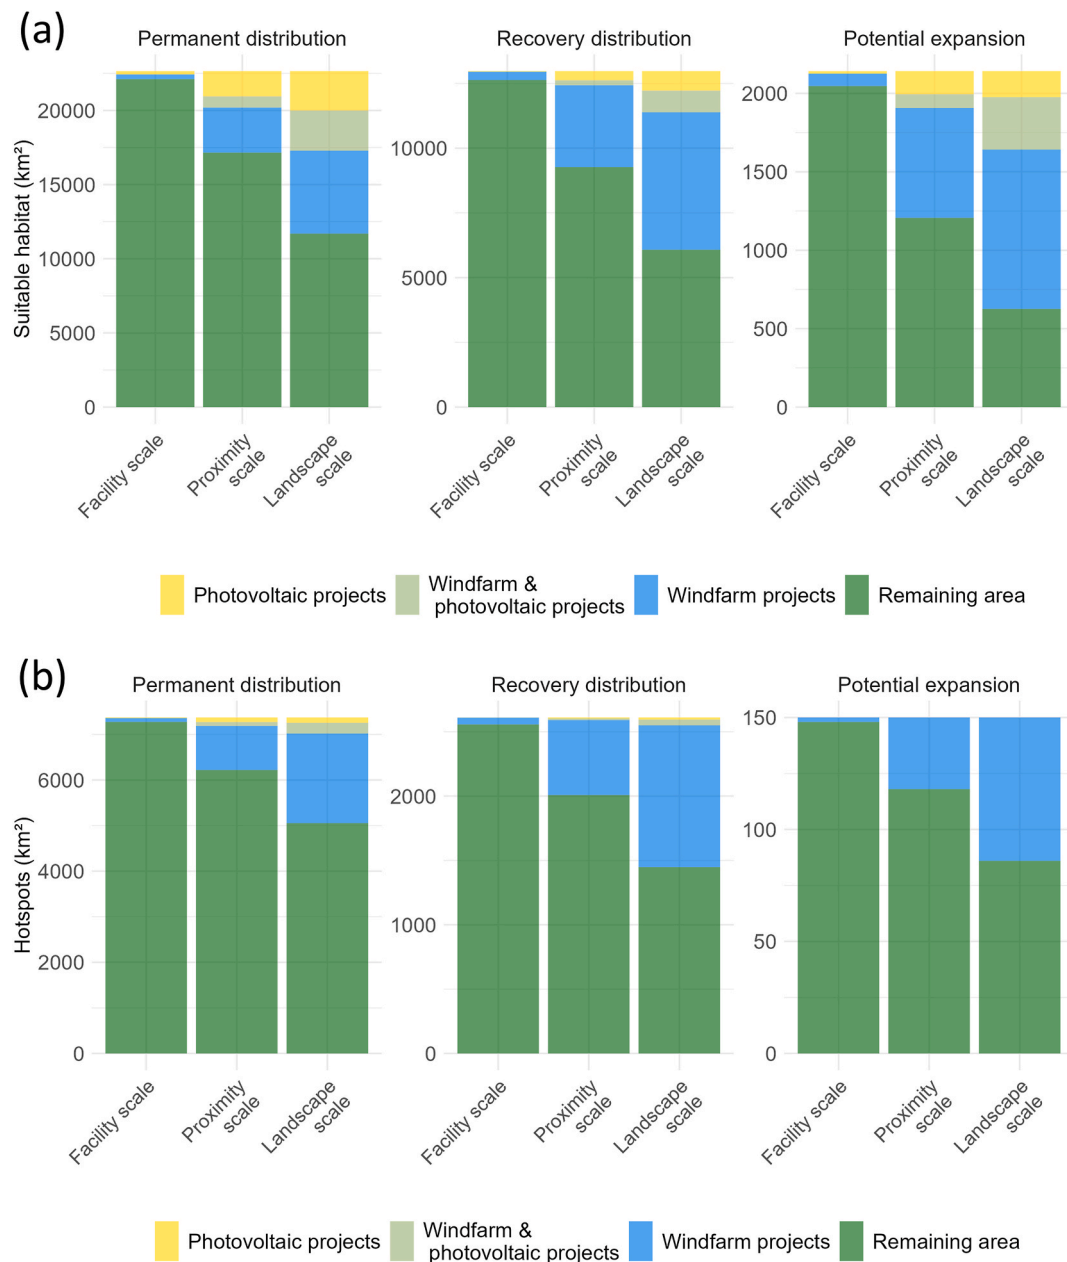 (a)
Permanent distribution
Recovery distribution
Potential expansion
Suitable habitat (km²)
20000
15000
10000
5000
0
10000
5000
0
2000
1500
1000
500
0
Facility scale
Proximity
scale
Landscape
scale
Facility scale
Proximity
scale
Landscape
scale
Facility scale
Proximity
scale
Landscape
scale
Photovoltaic projects
Windfarm &
photovoltaic projects
Windfarm projects
Remaining area
(b)
Permanent distribution
Recovery distribution
Potential expansion
Hotspots (km²)
6000
4000
2000
0
2000
1000
0
150
100
50
0
Facility scale
Proximity
scale
Landscape
scale
Facility scale
Proximity
scale
Landscape
scale
Facility scale
Proximity
scale
Landscape
scale
Photovoltaic projects
Windfarm &
photovoltaic projects
Windfarm projects
Remaining area